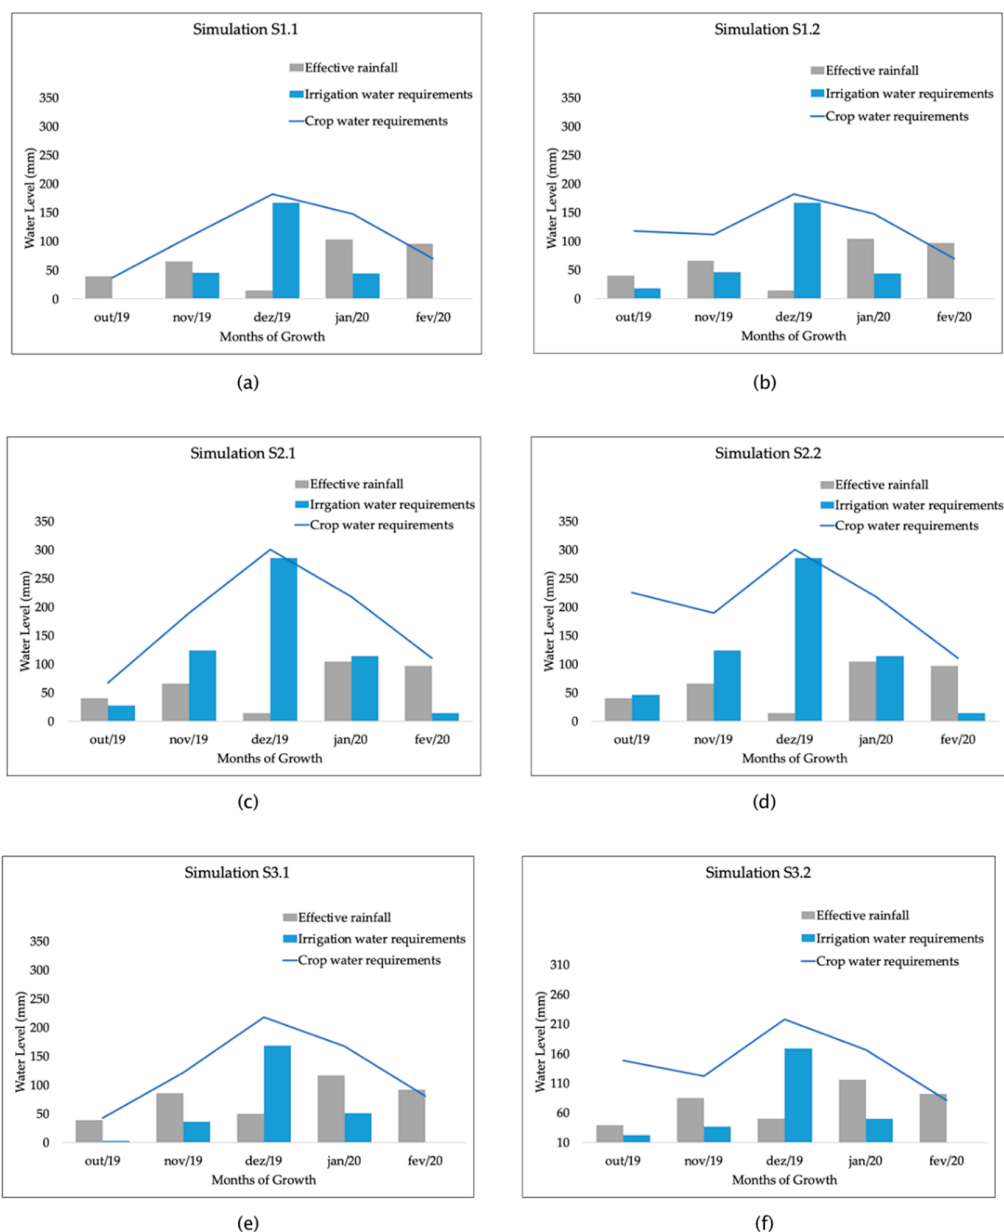 Simulation S1.1
Effective rainfall
Irrigation water requirements
Crop water requirements
350
300
250
200
150
100
50
0
Water Level (mm)
out/19 nov/19 dez/19 jan/20 fev/20
Months of Growth
(a)
Simulation S1.2
Effective rainfall
Irrigation water requirements
Crop water requirements
350
300
250
200
150
100
50
0
Water Level (mm)
out/19 nov/19 dez/19 jan/20 fev/20
Months of Growth
(b)
Simulation S2.1
Effective rainfall
Irrigation water requirements
Crop water requirements
350
300
250
200
150
100
50
0
Water Level (mm)
out/19 nov/19 dez/19 jan/20 fev/20
Months of Growth
(c)
Simulation S2.2
Effective rainfall
Irrigation water requirements
Crop water requirements
350
300
250
200
150
100
50
0
Water Level (mm)
out/19 nov/19 dez/19 jan/20 fev/20
Months of Growth
(d)
Simulation S3.1
Effective rainfall
Irrigation water requirements
Crop water requirements
350
300
250
200
150
100
50
0
Water Level (mm)
out/19 nov/19 dez/19 jan/20 fev/20
Months of Growth
(e)
Simulation S3.2
Effective rainfall
Irrigation water requirements
Crop water requirements
310
260
210
160
110
60
10
Water Level (mm)
out/19 nov/19 dez/19 jan/20 fev/20
Months of Growth
(f)